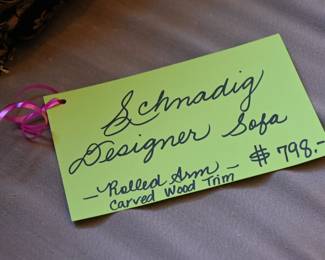 Schnadig
Designer Sofa
- Rolled Arm - $ 798.-
Carved Wood Trim